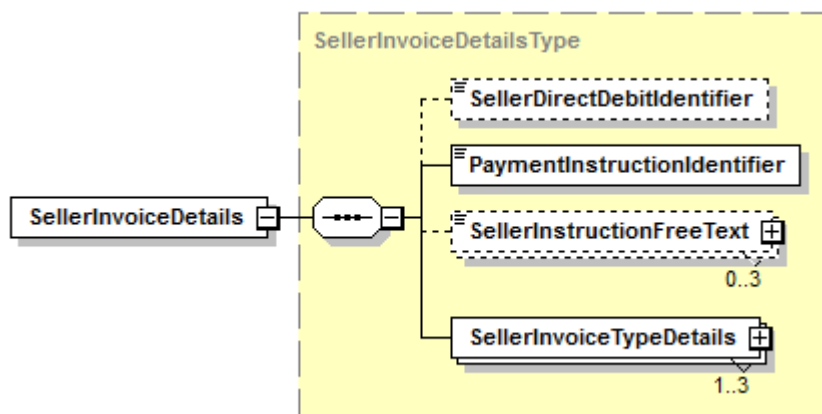 SellerInvoiceDetailsType
SellerDirectDebitIdentifier
PaymentInstructionIdentifier
SellerInvoiceDetails
SellerInstructionFreeText
0..3
SellerInvoiceTypeDetails
1..3